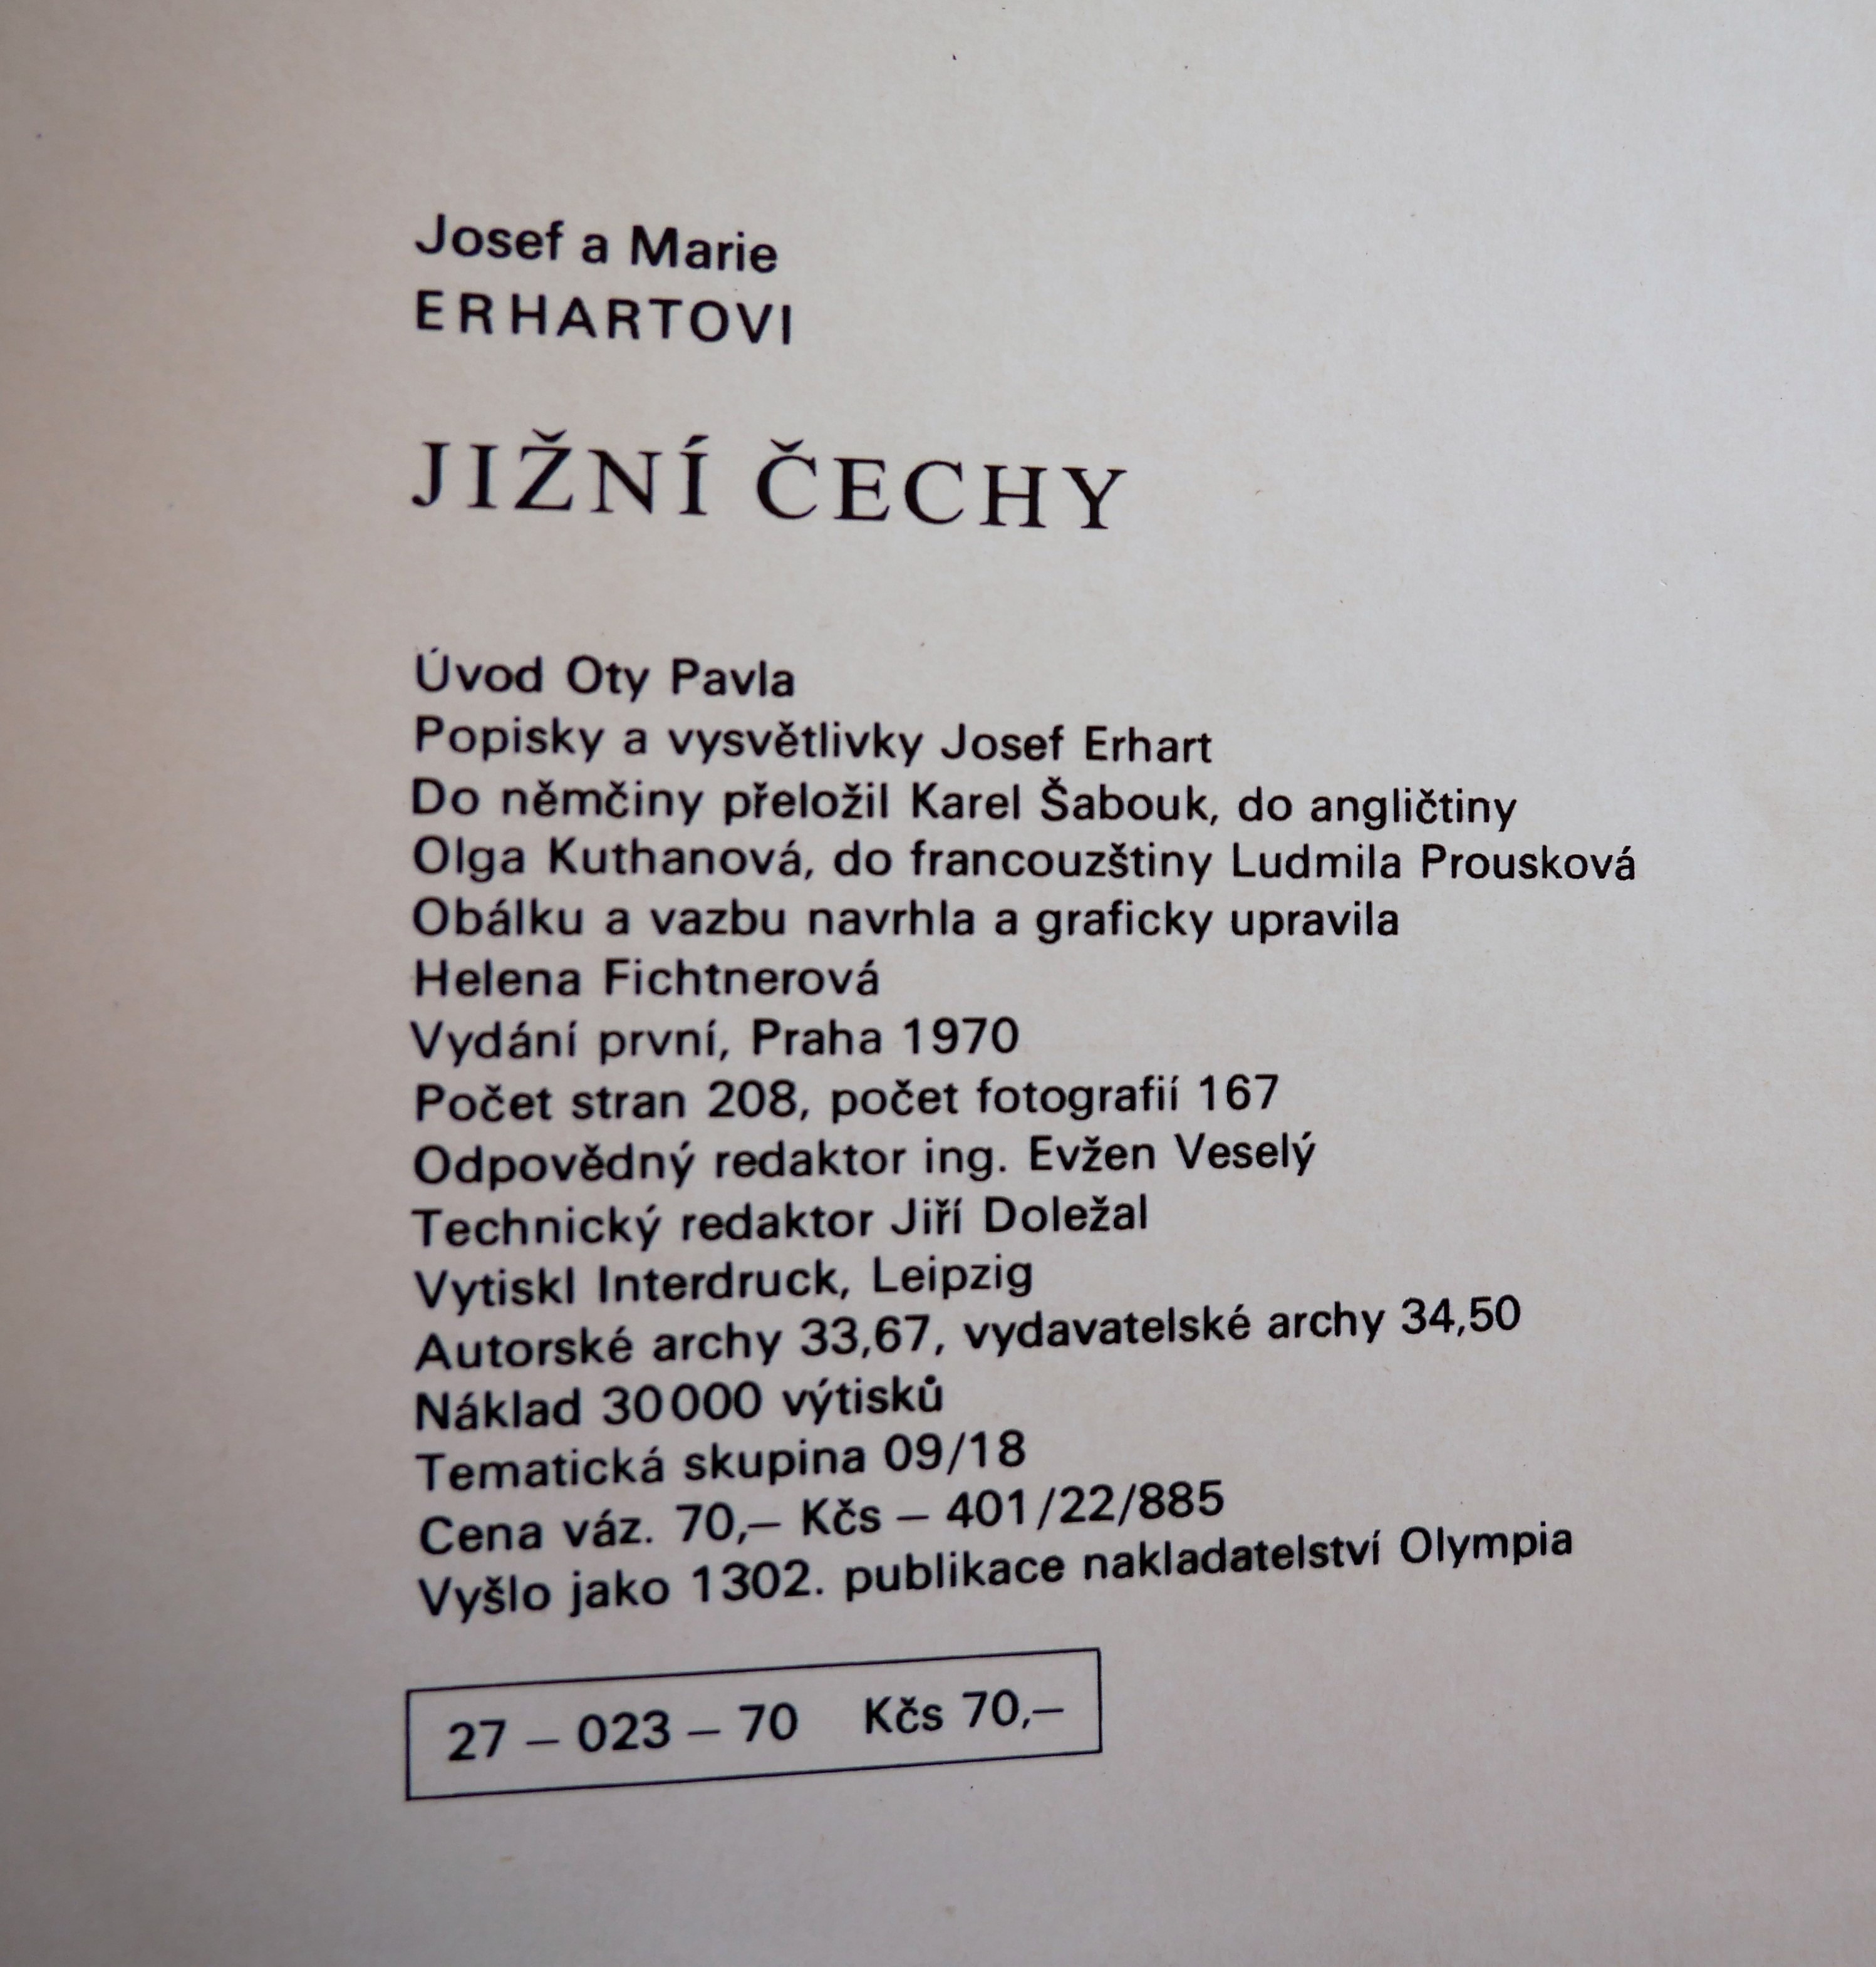 Josef a Marie
ERHARTOVI
JIŽNÍ ČECHY
Úvod Oty Pavla
Popisky a vysvětlivky Josef Erhart
Do němčiny přeložil Karel Šabouk, do angličtiny
Olga Kuthanová, do francouzštiny Ludmila Prousková
Obálku a vazbu navrhla a graficky upravila
Helena Fichtnerová
Vydání první, Praha 1970
Počet stran 208, počet fotografií 167
Odpovědný redaktor ing. Evžen Veselý
Technický redaktor Jiří Doležal
Vytiskl Interdruck, Leipzig
Autorské archy 33,67, vydavatelské archy 34,50
Náklad 30 000 výtisků
Tematická skupina 09/18
Cena váz. 70,– Kčs – 401/22/885
Vyšlo jako 1302. publikace nakladatelství Olympia
27 – 023 – 70 Kčs 70,–